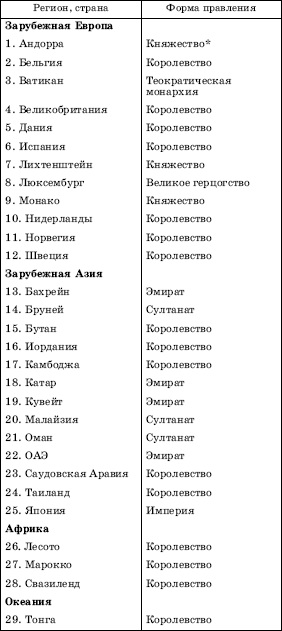 Регион, страна Форма правления
Зарубежная Европа
1. Андорра Княжество*
2. Бельгия Королевство
3. Ватикан Теократическая
монархия
4. Великобритания Королевство
5. Дания Королевство
6. Испания Королевство
7. Лихтенштейн Княжество
8. Люксембург Великое герцогство
9. Монако Княжество
10. Нидерланды Королевство
11. Норвегия Королевство
12. Швеция Королевство
Зарубежная Азия
13. Бахрейн Эмират
14. Бруней Султанат
15. Бутан Королевство
16. Иордания Королевство
17. Камбоджа Королевство
18. Катар Эмират
19. Кувейт Эмират
20. Малайзия Султанат
21. Оман Султанат
22. ОАЭ Эмират
23. Саудовская Аравия Королевство
24. Таиланд Королевство
25. Япония Империя
Африка
26. Лесото Королевство
27. Марокко Королевство
28. Свазиленд Королевство
Океания
29. Тонга Королевство